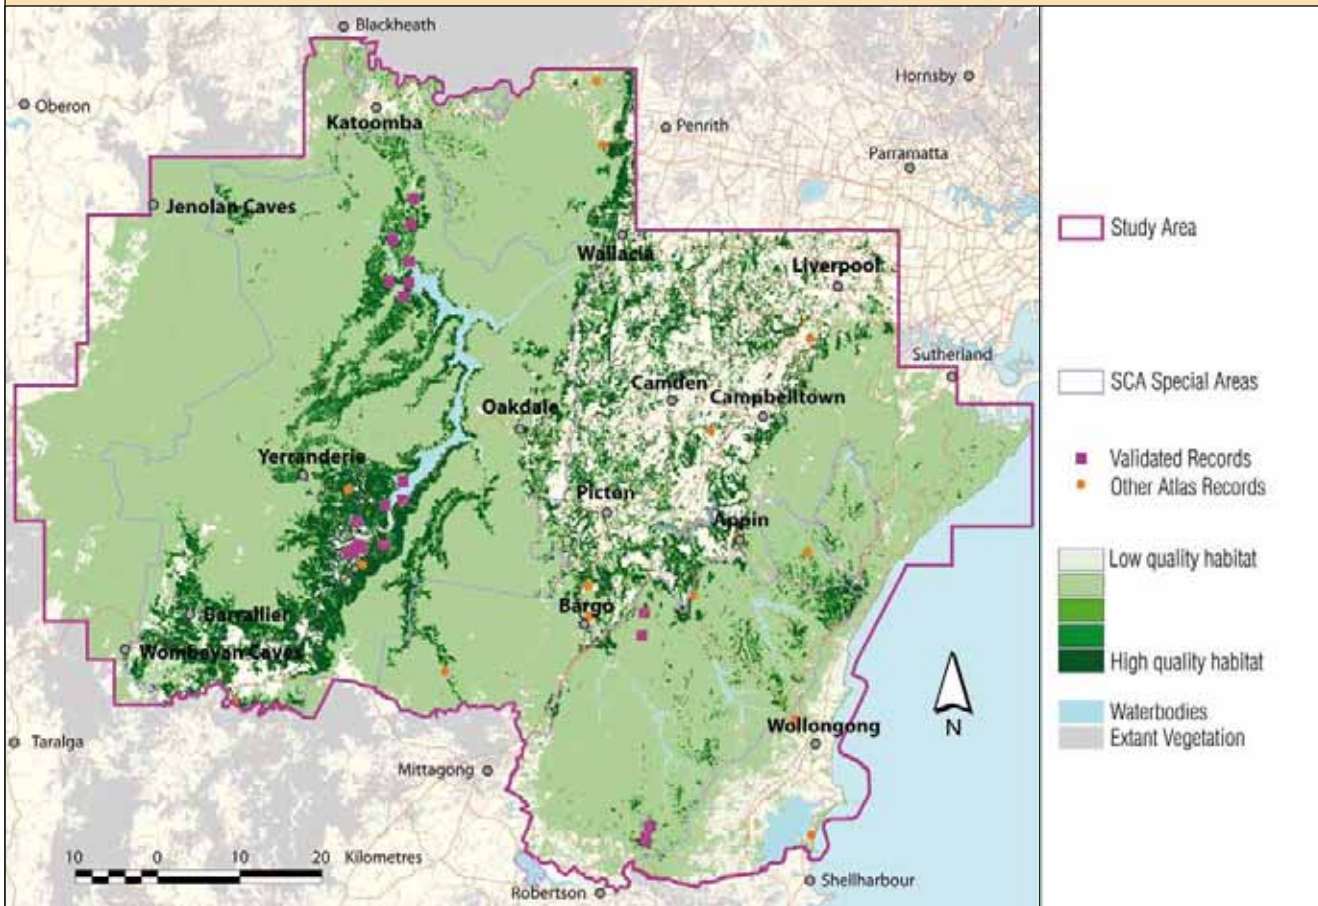 Blackheath
Hornsby
Oberon
Katoomba
Penrith
Parramatta
Jenolan Caves
Wallacia
Liverpool
Sutherland
Camden
Campbelltown
Oakdale
Yerranderie
Picton
Appin
Bargo
Barrallier
Wombeyan Caves
Wollongong
N
Taralga
Mittagong
10 0 10 20 Kilometres
Robertson
Shellharbour
Study Area
SCA Special Areas
Validated Records
Other Atlas Records
Low quality habitat
High quality habitat
Waterbodies
Extant Vegetation